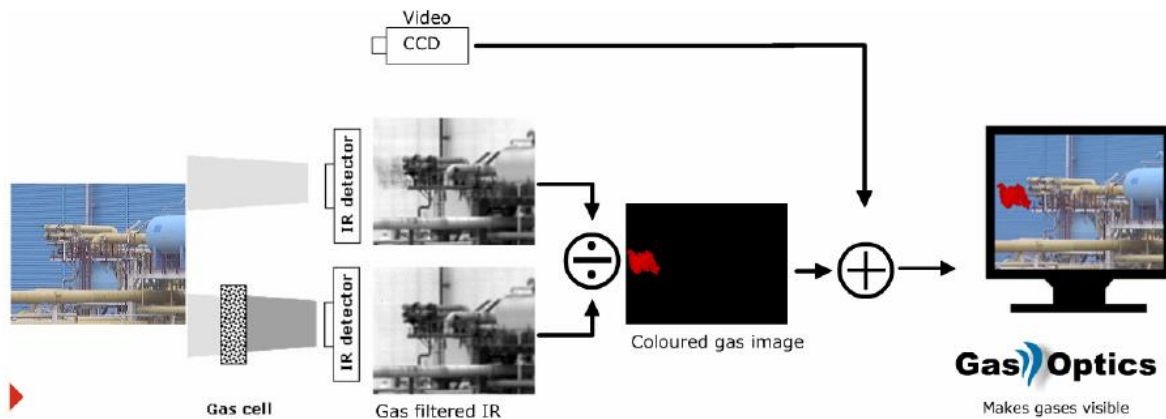 Video
CCD
IR detector
IR detector
Coloured gas image
Gas Optics
Gas cell
Gas filtered IR
Makes gases visible